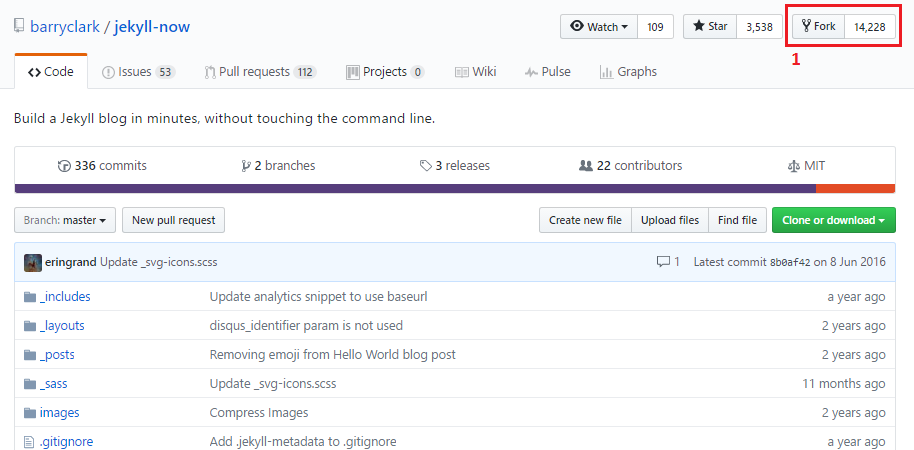 barryclark / jekyll-now Watch 109 Star 3,538 Fork 14,228
1
Code Issues 53 Pull requests 112 Projects 0 Wiki Pulse Graphs
Build a Jekyll blog in minutes, without touching the command line.
336 commits 2 branches 3 releases 22 contributors MIT
Branch: master New pull request Create new file Upload files Find file Clone or download
eringrand Update _svg-icons.scss 1 Latest commit 8b0af42 on 8 Jun 2016
_includes Update analytics snippet to use baseurl a year ago
_layouts disqus_identifier param is not used 2 years ago
_posts Removing emoji from Hello World blog post 2 years ago
_sass Update _svg-icons.scss 11 months ago
images Compress Images 2 years ago
.gitignore Add .jekyll-metadata to .gitignore a year ago